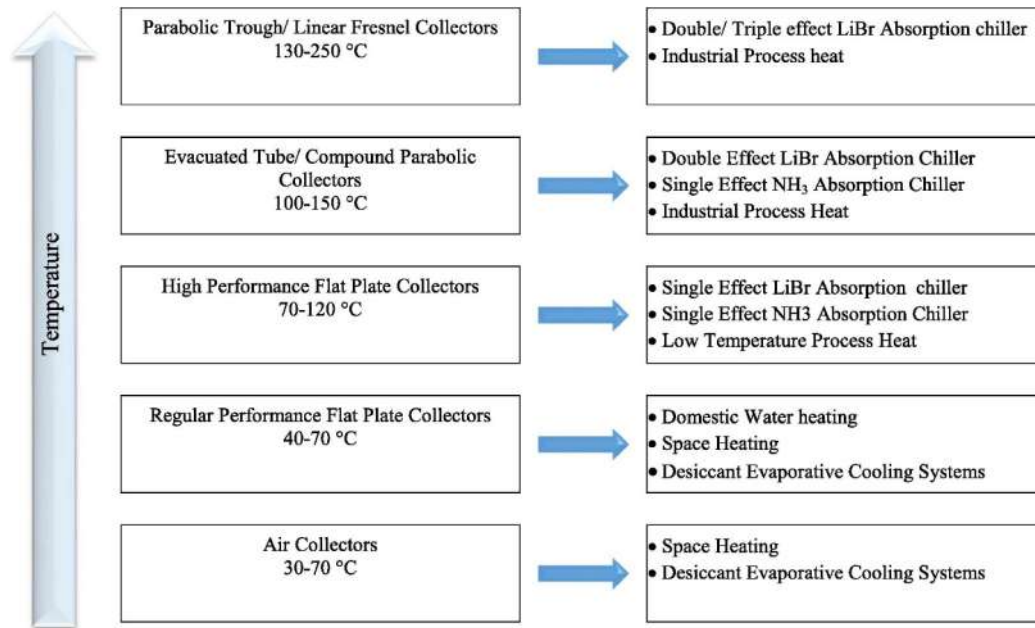 Temperature
Parabolic Trough/ Linear Fresnel Collectors
130-250 °C
• Double/ Triple effect LiBr Absorption chiller
• Industrial Process heat
Evacuated Tube/ Compound Parabolic
Collectors
100-150 °C
• Double Effect LiBr Absorption Chiller
• Single Effect NH₃ Absorption Chiller
• Industrial Process Heat
High Performance Flat Plate Collectors
70-120 °C
• Single Effect LiBr Absorption chiller
• Single Effect NH3 Absorption Chiller
• Low Temperature Process Heat
Regular Performance Flat Plate Collectors
40-70 °C
• Domestic Water heating
• Space Heating
• Desiccant Evaporative Cooling Systems
Air Collectors
30-70 °C
• Space Heating
• Desiccant Evaporative Cooling Systems